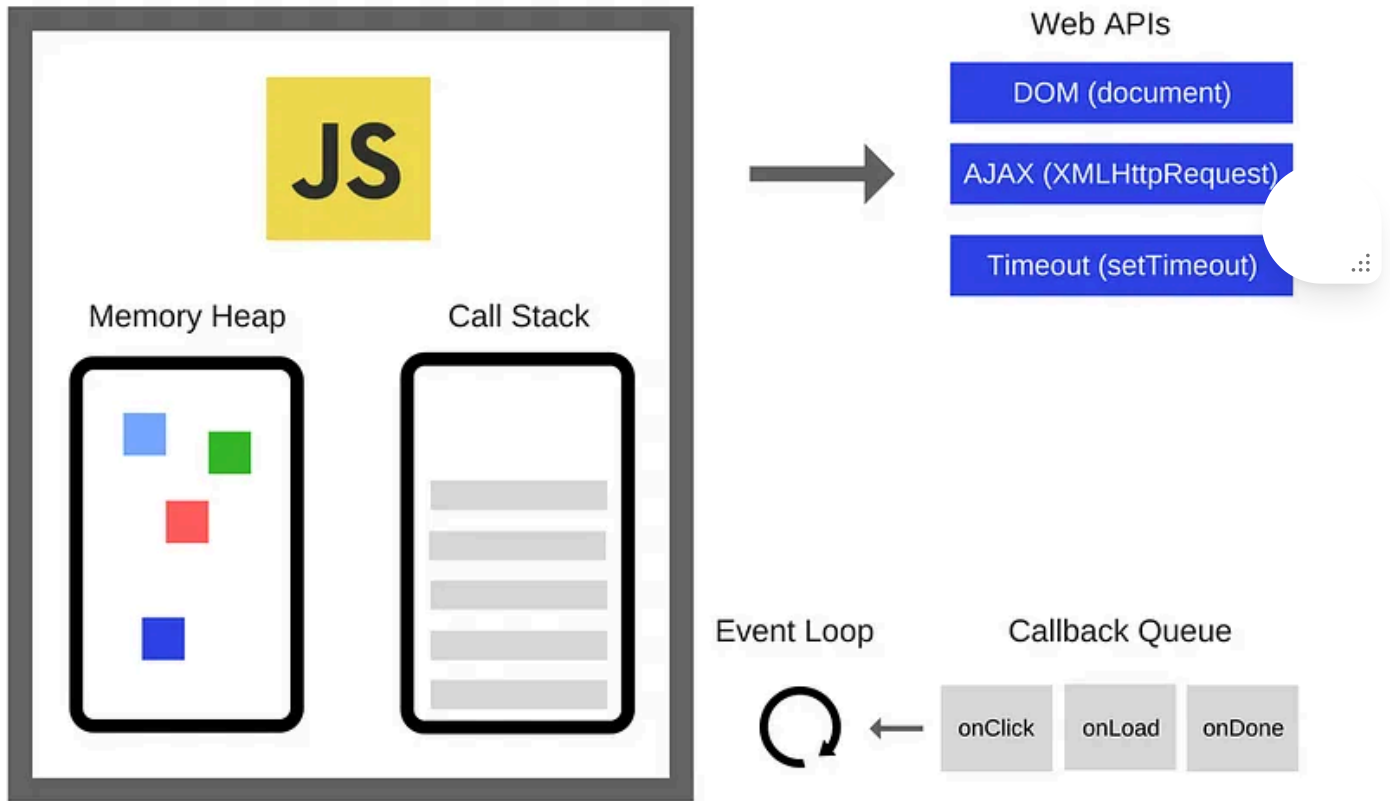 Web APIs
DOM (document)
JS
AJAX (XMLHttpRequest)
Timeout (setTimeout)
Memory Heap
Call Stack
Event Loop
Callback Queue
onClick
onLoad
onDone